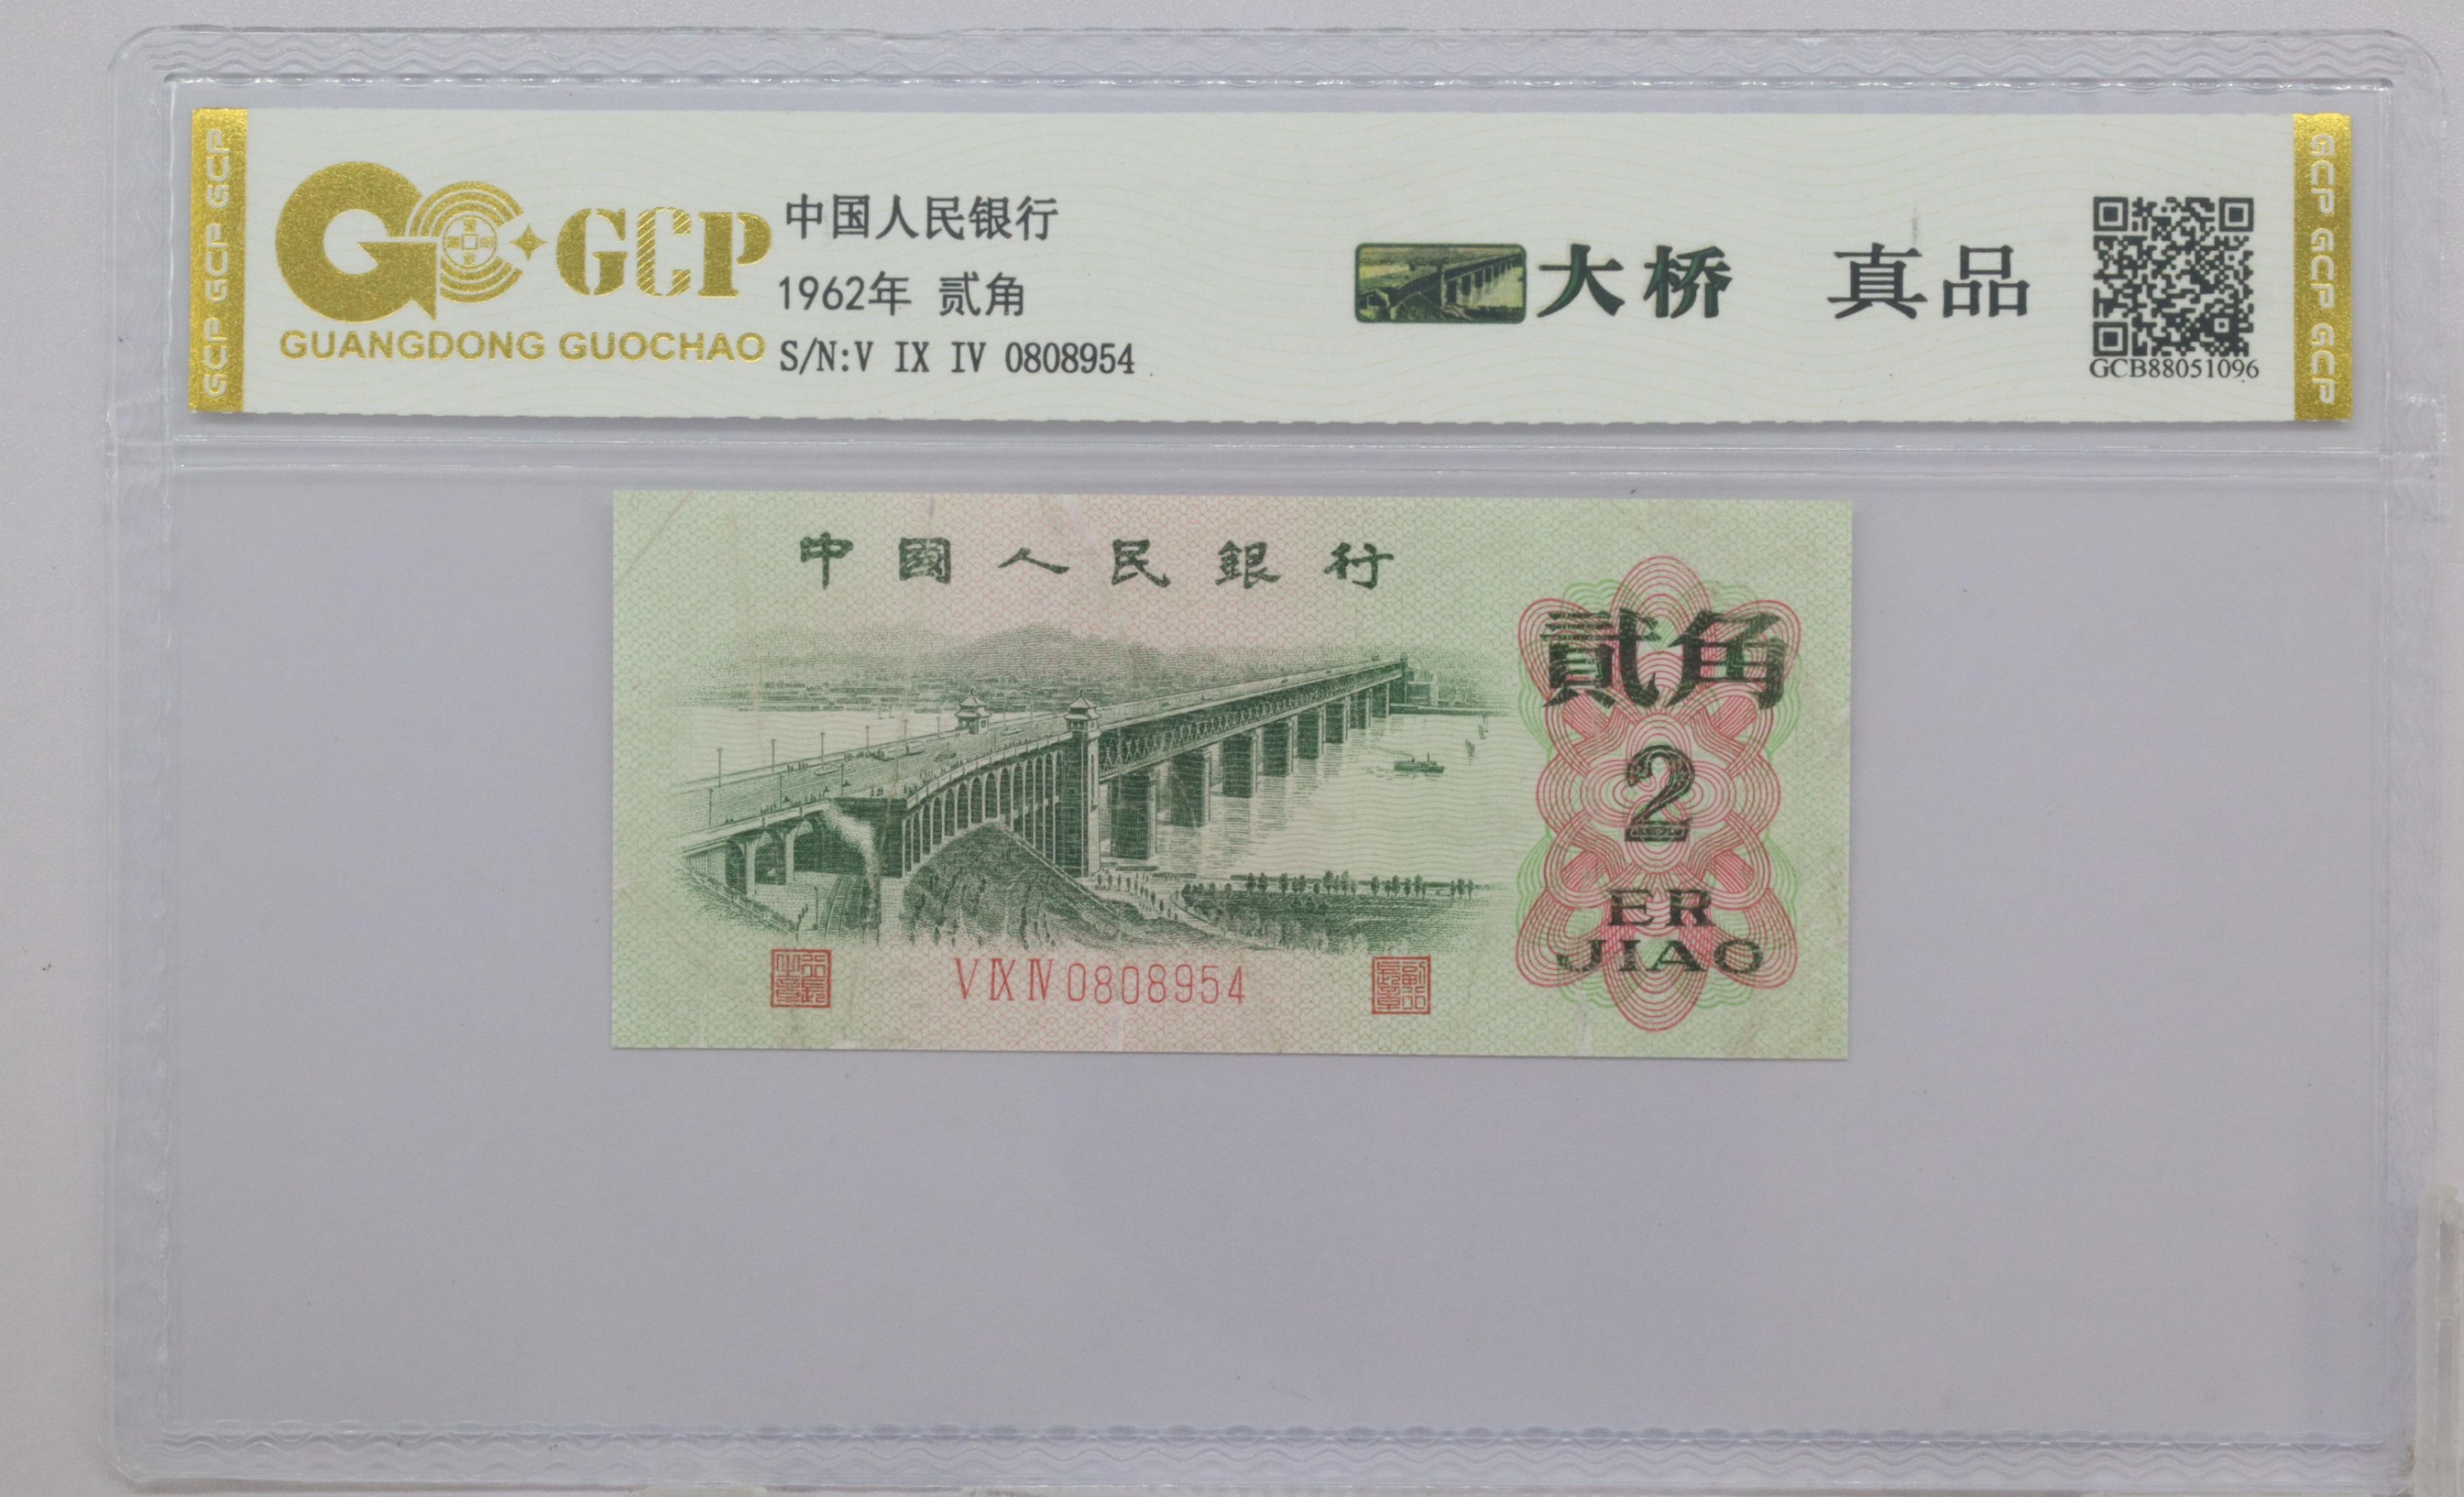 GCP GCP GCP
GCP
GUANGDONG GUOCHAO
中国人民银行
1962年 贰角
S/N:V IX IV 0808954
大桥 真品
GCB88051096
GCP GCP GCP
中國人民銀行
貳角
2
ER
JIAO
V IX IV 0808954